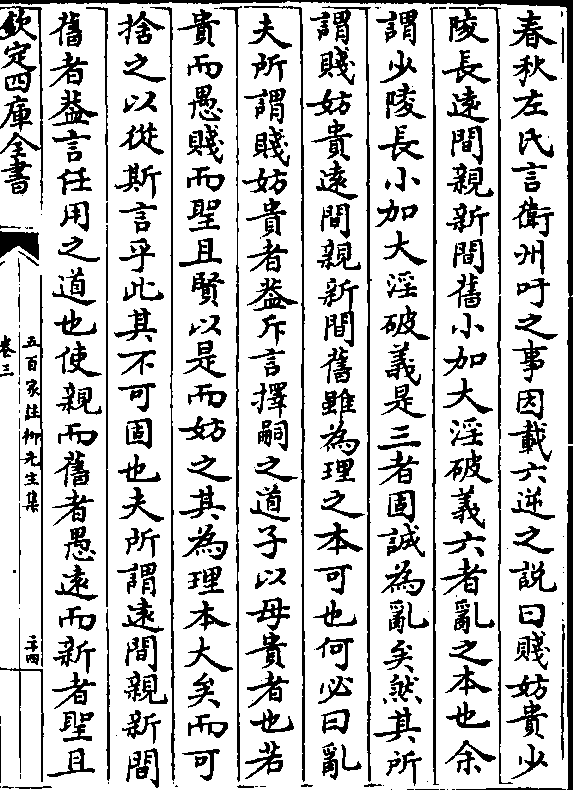 春秋左氏言衛州吁之事因載六逆之説曰賤妨貴少
陵長逺間親新間舊小加大淫破義六者亂之本也余
謂少陵長小加大淫破義是三者固誠為亂矣然其所
謂賤妨貴逺間親新間舊雖為理之本可也何必曰亂
夫所謂賤妨貴者葢斥言擇嗣之道子以母貴者也若
貴而愚賤而聖且賢以是而妨之其為理本大矣而可
捨之以從斯言乎此其不可固也夫所謂逺間親新間
舊者葢言任用之道也使親而舊者愚逺而新者聖且
欽定四庫全書
五百家註柳先生集
卷三
二十四